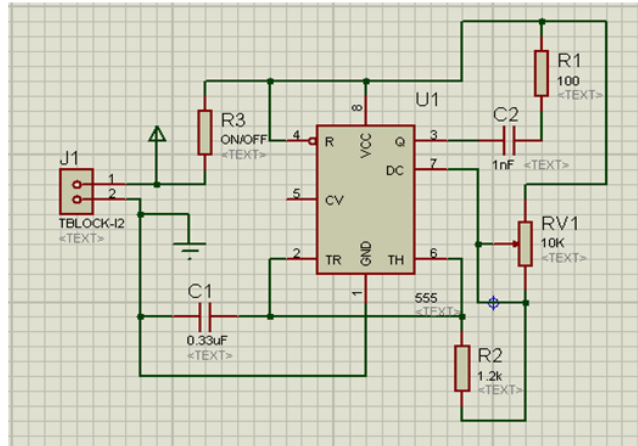 J1
1
2
TBLOCK-I2
<TEXT>
R3
ON/OFF
<TEXT>
U1
8
VCC
4
R
Q
3
DC
7
5
CV
2
TR
GND
1
TH
6
555
<TEXT>
C1
0.33uF
<TEXT>
C2
1nF
<TEXT>
R1
100
<TEXT>
RV1
10K
<TEXT>
R2
1.2k
<TEXT>